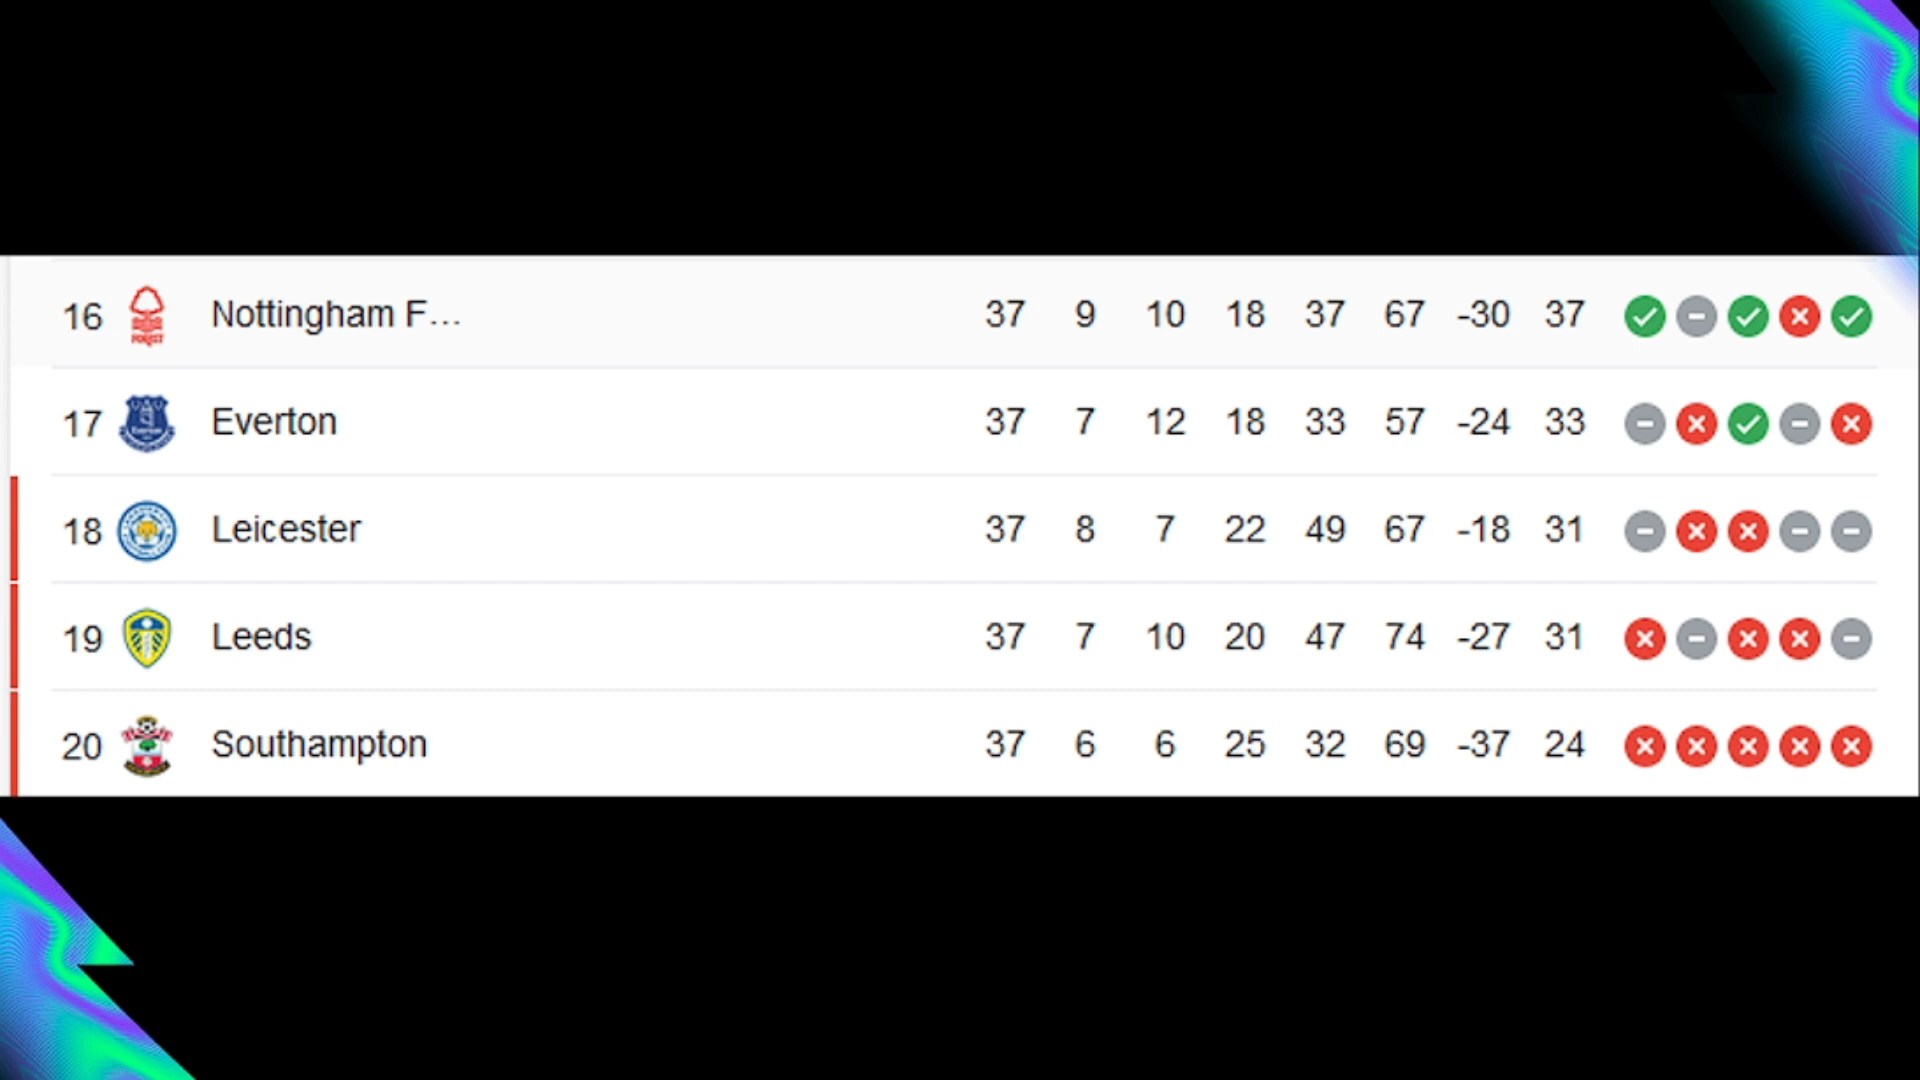 16 Nottingham F... 37 9 10 18 37 67 -30 37
17 Everton 37 7 12 18 33 57 -24 33
18 Leicester 37 8 7 22 49 67 -18 31
19 Leeds 37 7 10 20 47 74 -27 31
20 Southampton 37 6 6 25 32 69 -37 24